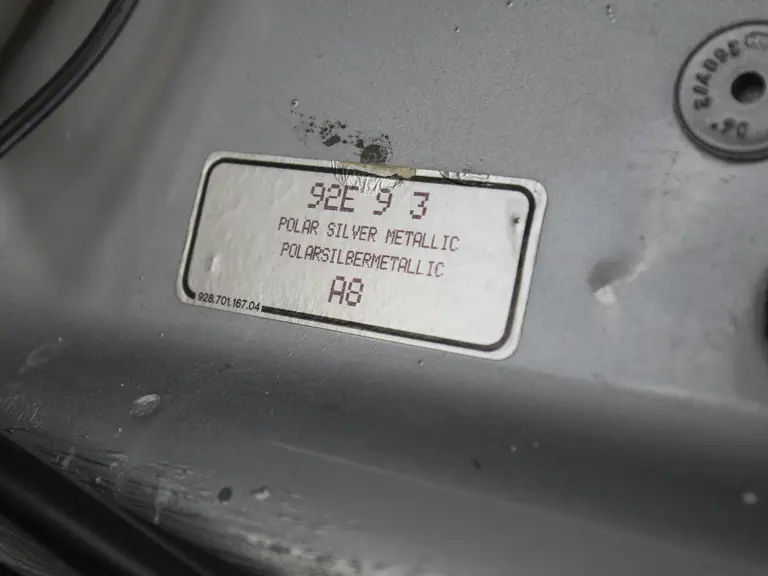 92E 9 3
POLAR SILVER METALLIC
POLARSILBERMETALLIC
A8
928.701.167.04